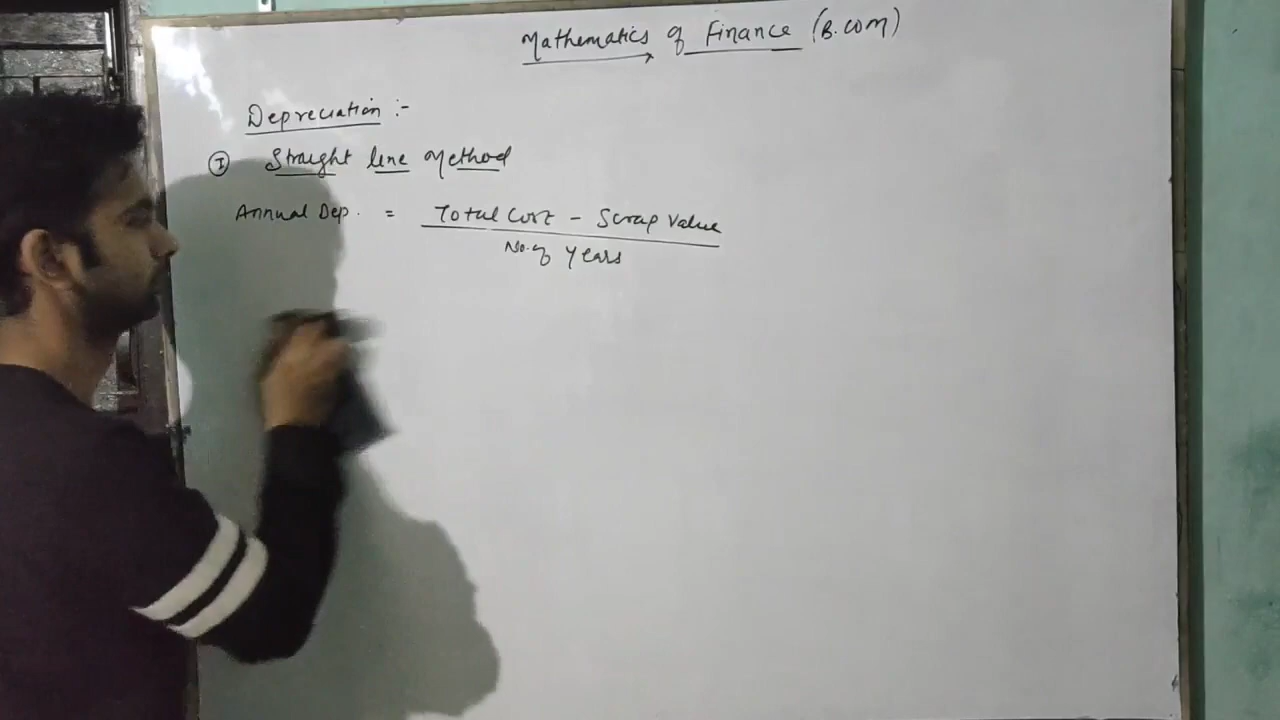 Mathematics of Finance (B.COM)
Depreciation :-
I Straight line Method
Annual Dep. = Total Cost - Scrap Value
No. of Years